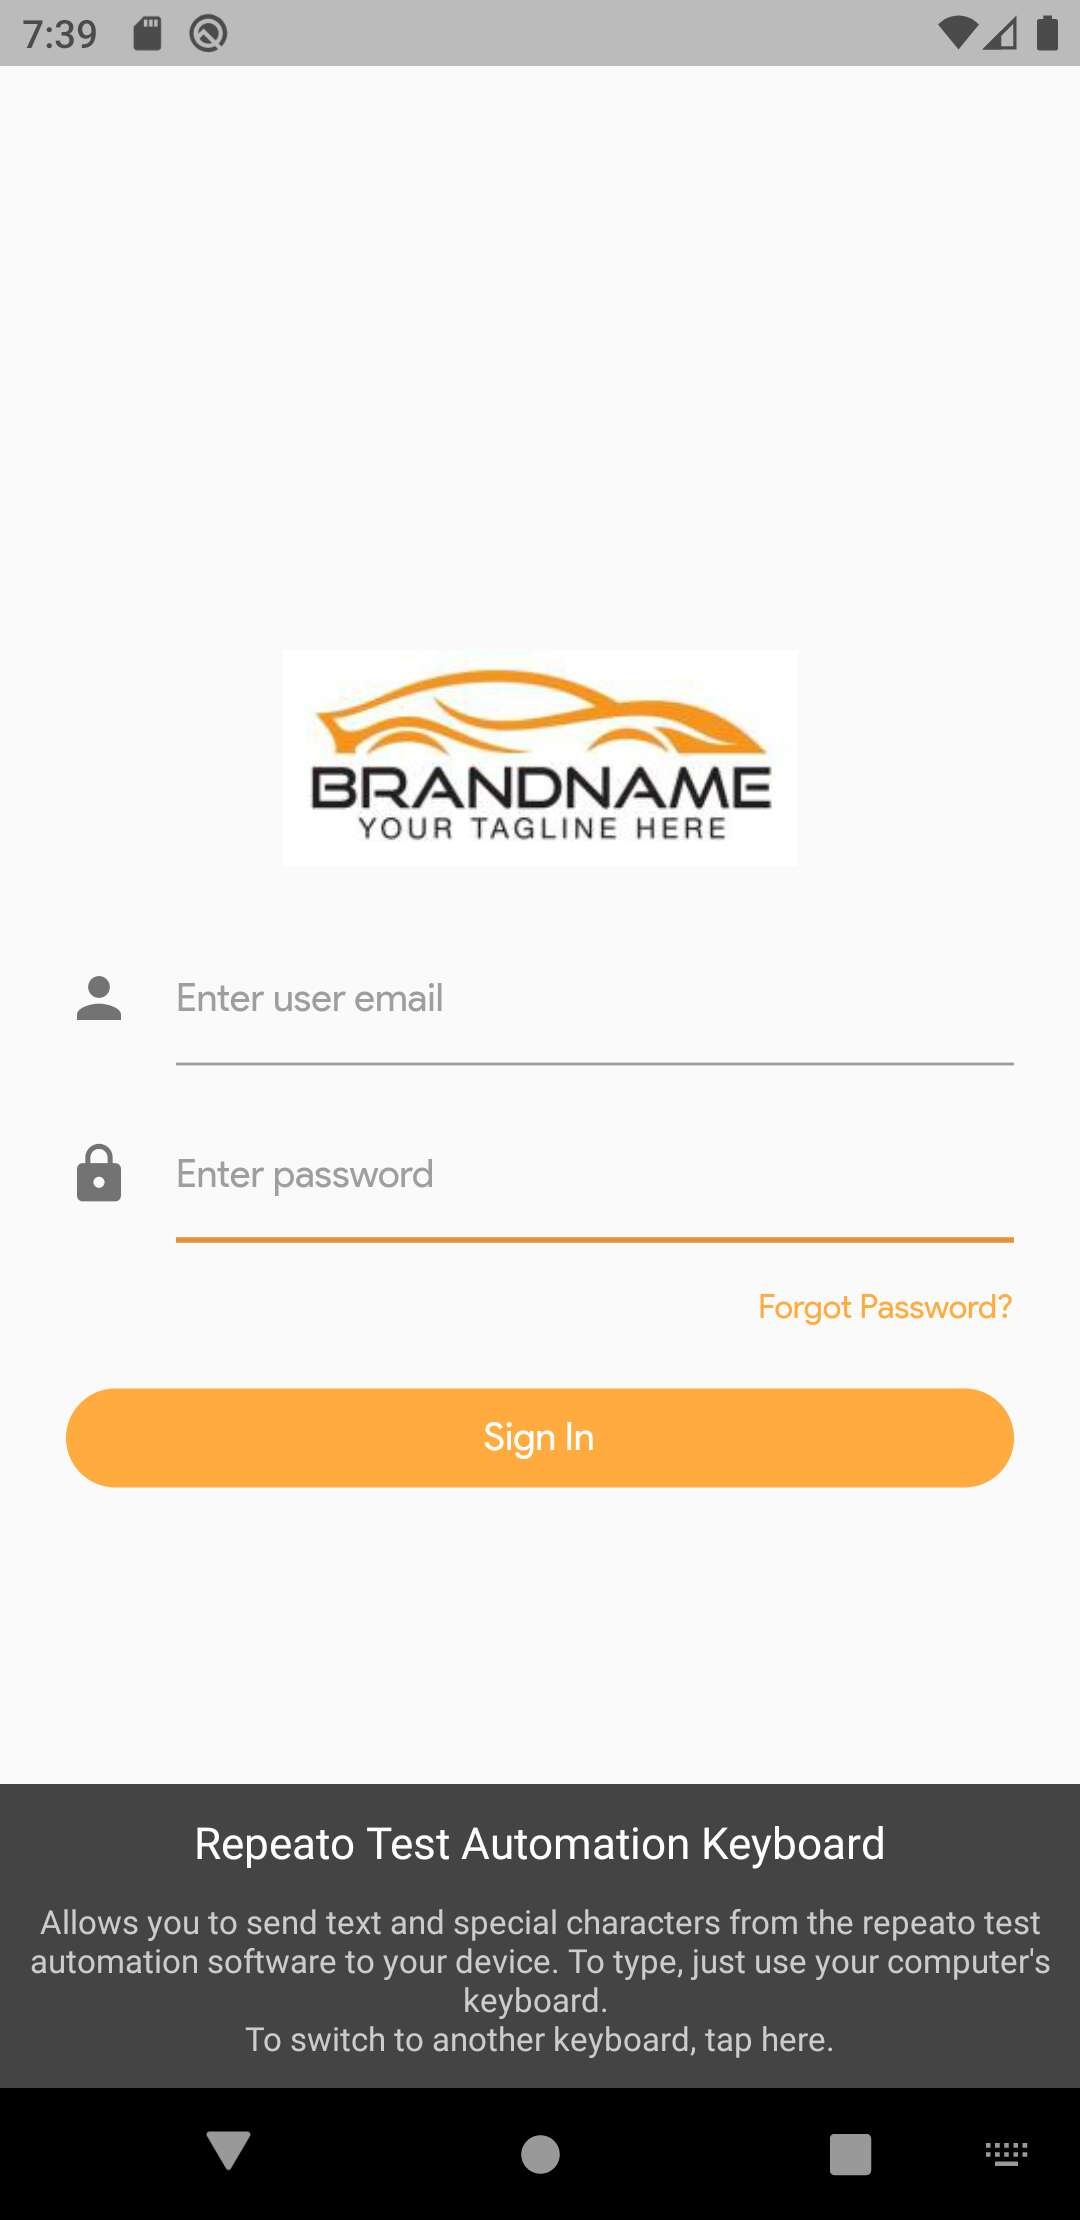 7:39
BRANDNAME
YOUR TAGLINE HERE
Enter user email
Enter password
Forgot Password?
Sign In
Repeato Test Automation Keyboard
Allows you to send text and special characters from the repeato test
automation software to your device. To type, just use your computer's
keyboard.
To switch to another keyboard, tap here.